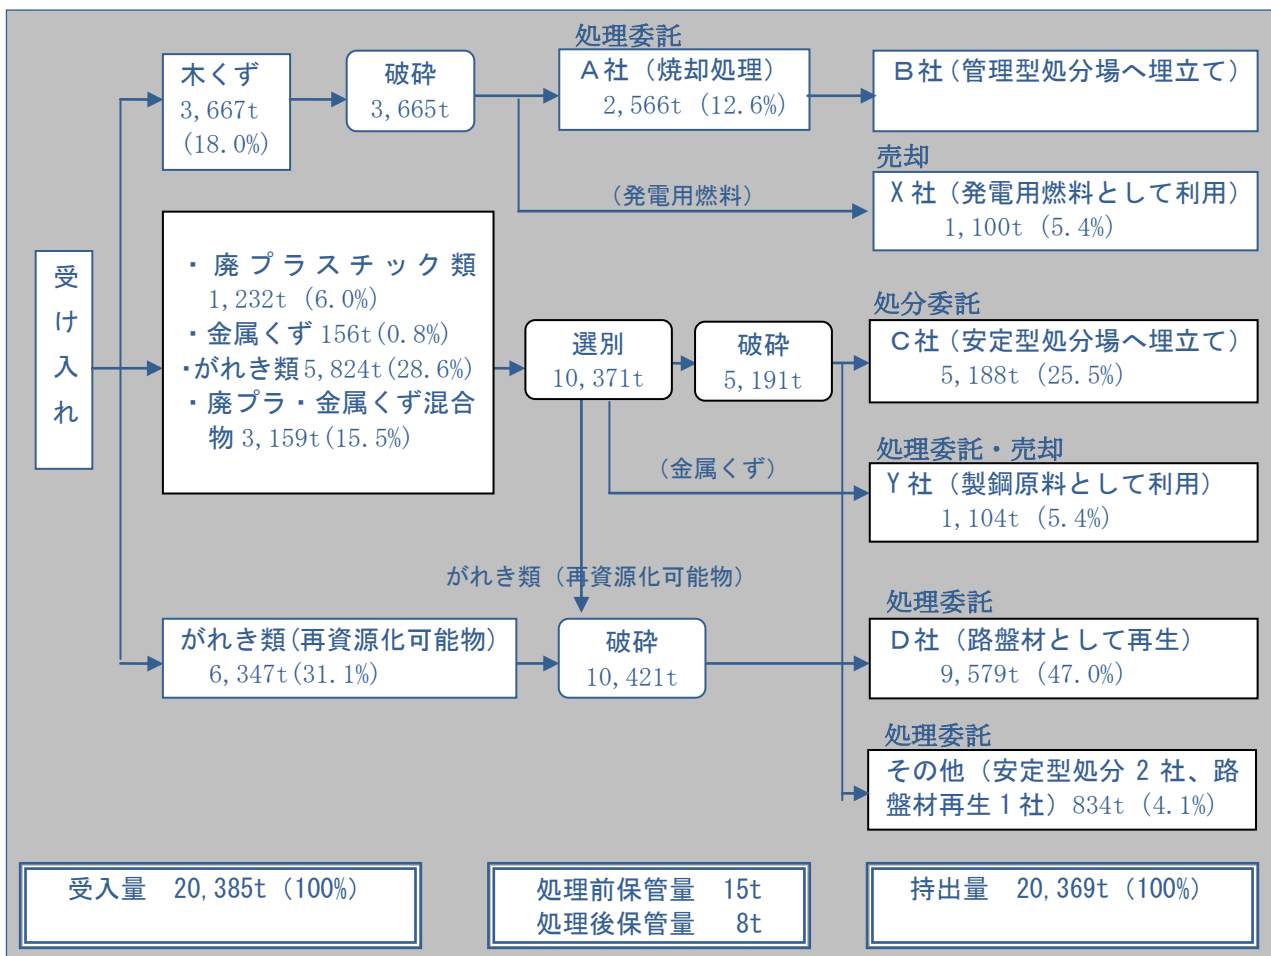 受
け
入
れ
木くず
3,667t
(18.0%)
破砕
3,665t
処理委託
A社（焼却処理）
2,566t (12.6%)
B社(管理型処分場へ埋立て)
(発電用燃料)
売却
X社(発電用燃料として利用)
1,100t (5.4%)
・廃プラスチック類
1,232t (6.0%)
・金属くず 156t(0.8%)
・がれき類5,824t(28.6%)
・廃プラ・金属くず混合
物 3,159t(15.5%)
選別
10,371t
破砕
5,191t
処分委託
C社(安定型処分場へ埋立て)
5,188t (25.5%)
(金属くず)
処理委託・売却
Y社（製鋼原料として利用）
1,104t (5.4%)
がれき類（再資源化可能物）
がれき類(再資源化可能物)
6,347t(31.1%)
破砕
10,421t
処理委託
D社（路盤材として再生）
9,579t (47.0%)
処理委託
その他（安定型処分 2 社、路
盤材再生1社）834t (4.1%)
受入量 20,385t (100%)
処理前保管量 15t
処理後保管量 8t
持出量 20,369t (100%)